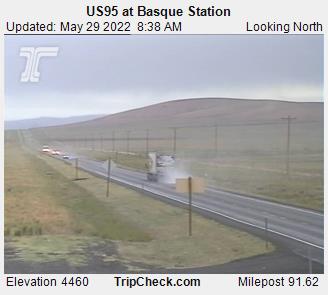 US95 at Basque Station
Updated: May 29 2022 8:38 AM Looking North
Elevation 4460 TripCheck.com Milepost 91.62